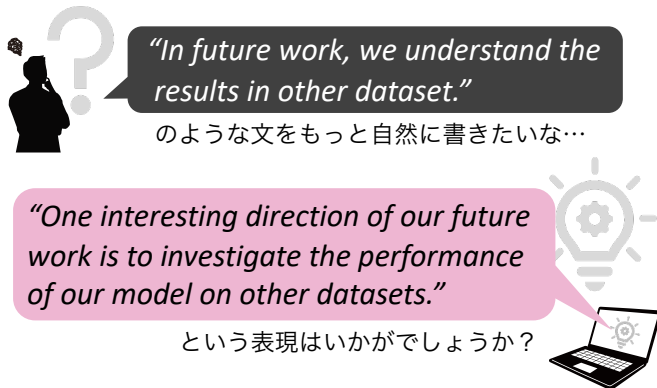 “In future work, we understand the
results in other dataset.”
のような文をもっと自然に書きたいな…
“One interesting direction of our future
work is to investigate the performance
of our model on other datasets.”
という表現はいかがでしょうか？